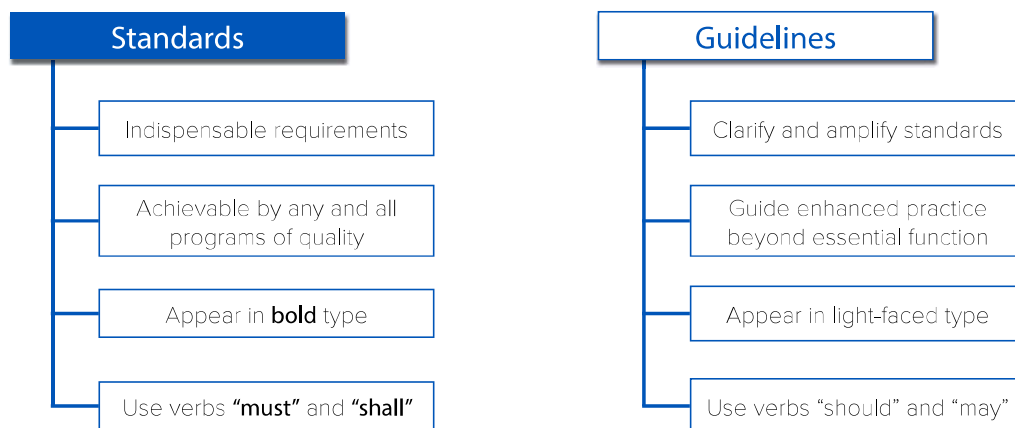 Standards
Indispensable requirements
Achievable by any and all
programs of quality
Appear in bold type
Use verbs “must” and “shall”
Guidelines
Clarify and amplify standards
Guide enhanced practice
beyond essential function
Appear in light-faced type
Use verbs “should” and “may”